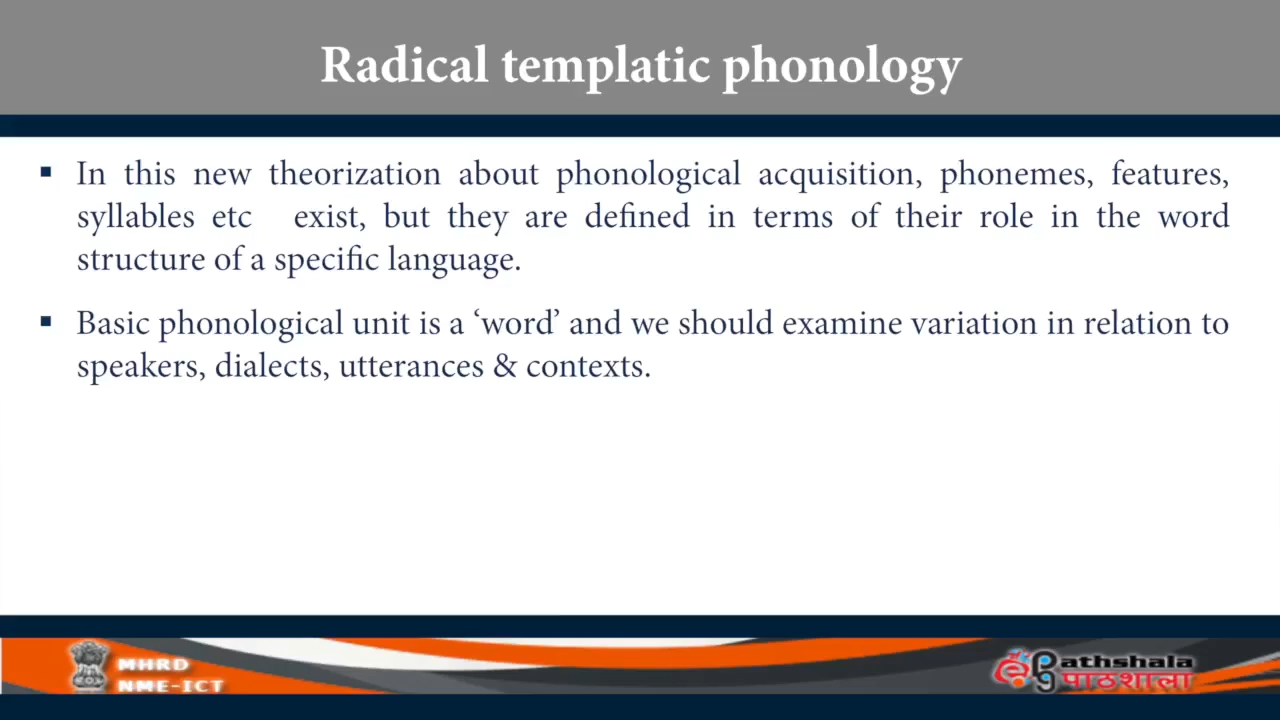 Radical templatic phonology
▪ In this new theorization about phonological acquisition, phonemes, features,
syllables etc exist, but they are defined in terms of their role in the word
structure of a specific language.
▪ Basic phonological unit is a ‘word’ and we should examine variation in relation to
speakers, dialects, utterances & contexts.
MHRD
NME-ICT
epathshala
पाठशाला